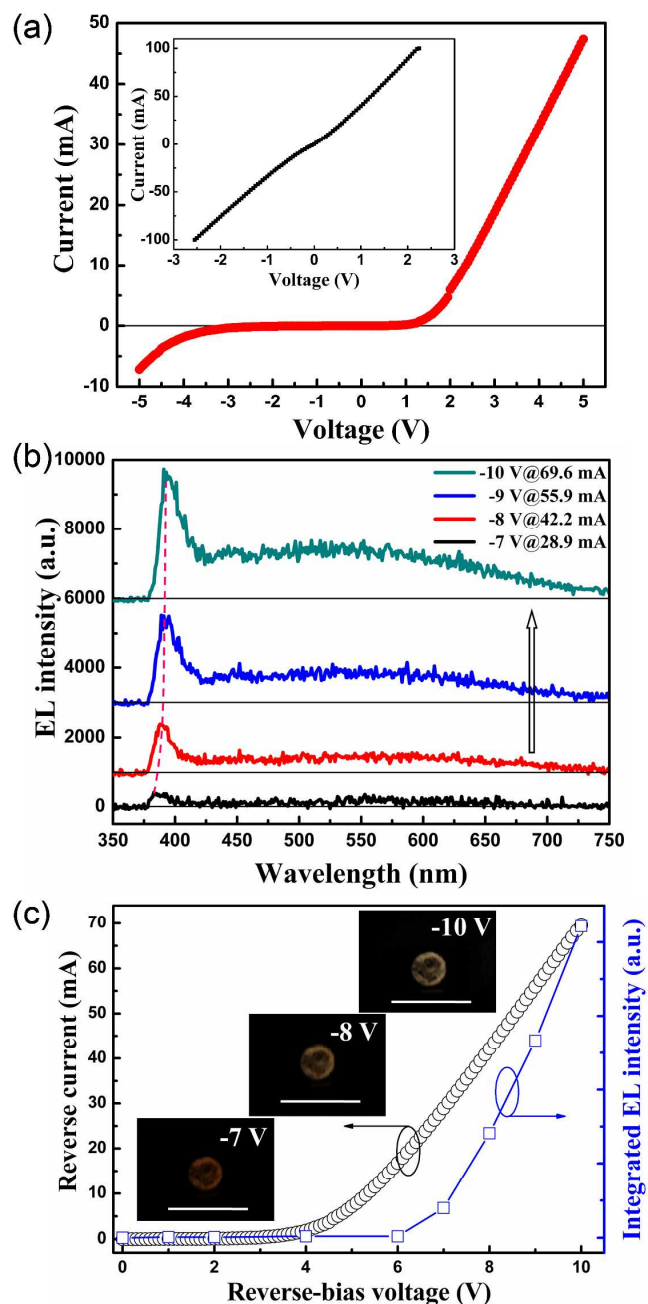 (a)
50
40
30
20
10
0
-10
Current (mA)
-5 -4 -3 -2 -1 0 1 2 3 4 5
Voltage (V)
100
50
0
-50
-100
Current (mA)
-3 -2 -1 0 1 2 3
Voltage (V)
(b)
10000
8000
6000
4000
2000
0
EL intensity (a.u.)
-10 V@69.6 mA
-9 V@55.9 mA
-8 V@42.2 mA
-7 V@28.9 mA
350 400 450 500 550 600 650 700 750
Wavelength (nm)
(c)
70
60
50
40
30
20
10
0
Reverse current (mA)
-10 V
-8 V
-7 V
Integrated EL intensity (a.u.)
0 2 4 6 8 10
Reverse-bias voltage (V)